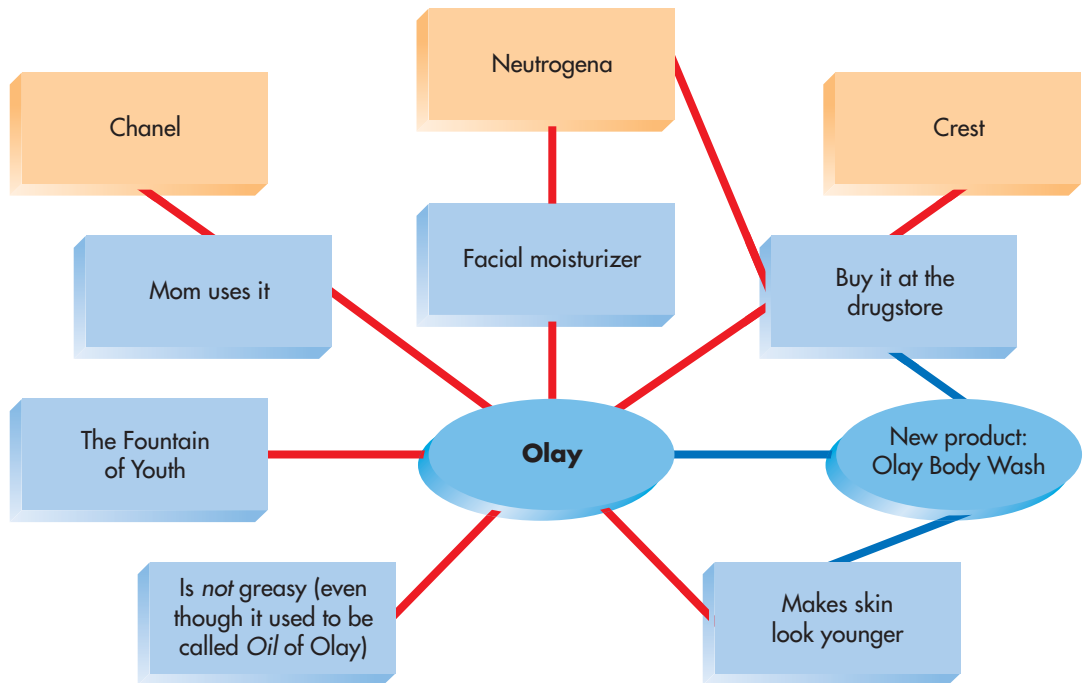 Neutrogena
Chanel
Crest
Mom uses it
Facial moisturizer
Buy it at the
drugstore
The Fountain
of Youth
Olay
New product:
Olay Body Wash
Is not greasy (even
though it used to be
called Oil of Olay)
Makes skin
look younger